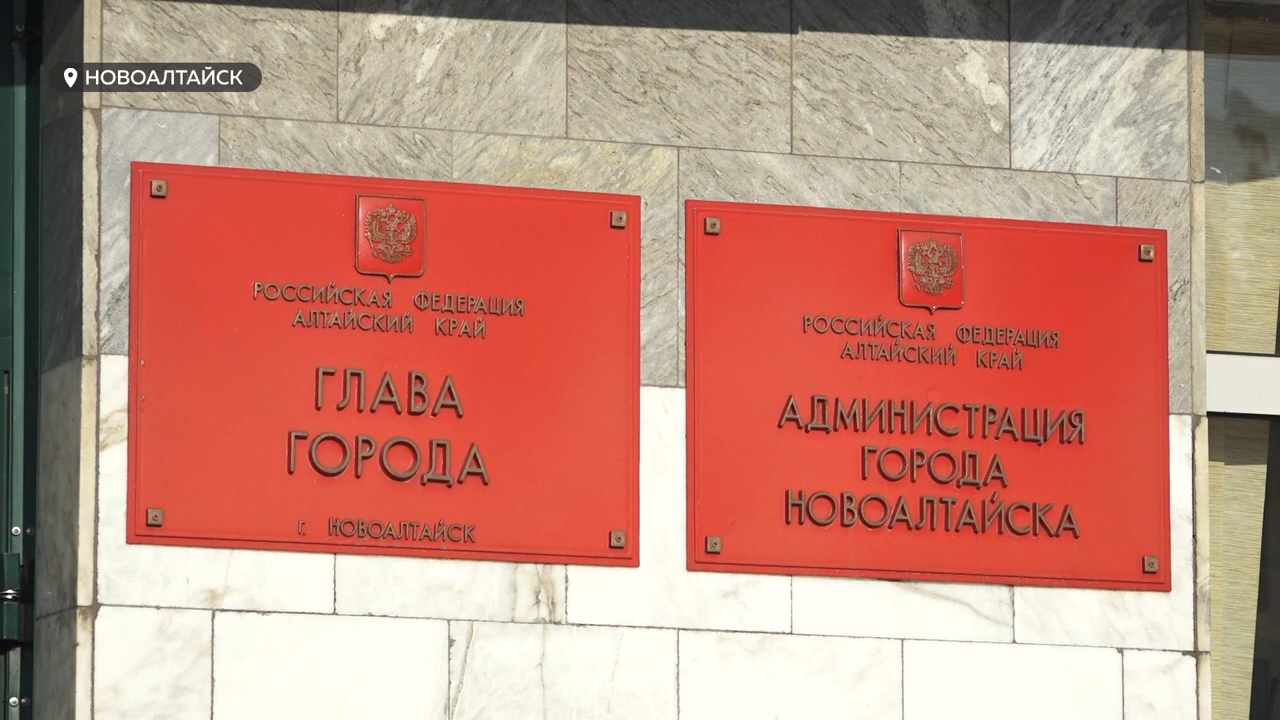 НОВОАЛТАЙСК
РОССИЙСКАЯ ФЕДЕРАЦИЯ
АЛТАЙСКИЙ КРАЙ
ГЛАВА
ГОРОДА
Г. НОВОАЛТАЙСК
РОССИЙСКАЯ ФЕДЕРАЦИЯ
АЛТАЙСКИЙ КРАЙ
АДМИНИСТРАЦИЯ
ГОРОДА
НОВОАЛТАЙСКА